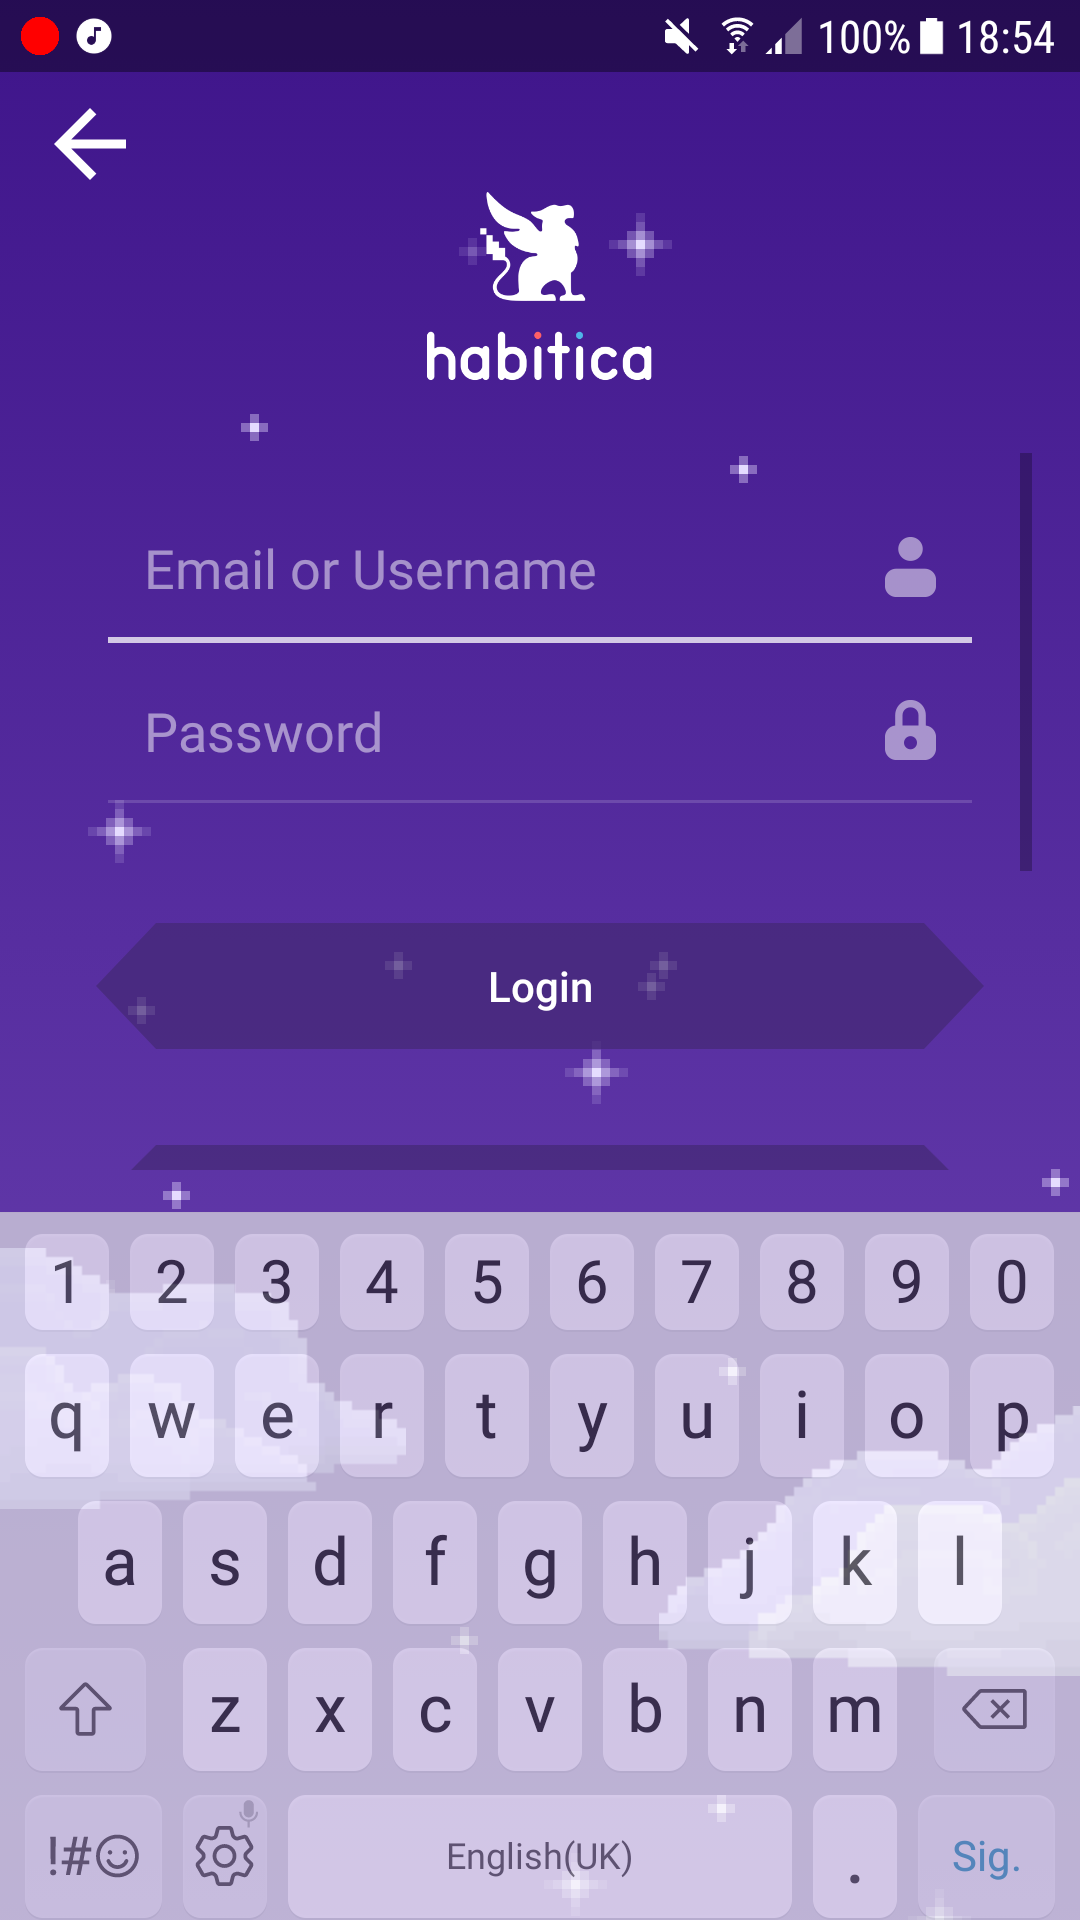 100% 18:54
habitica
Email or Username
Password
Login
1 2 3 4 5 6 7 8 9 0
q w e r t y u i o p
a s d f g h j k l
z x c v b n m
!#☺ English(UK) . Sig.